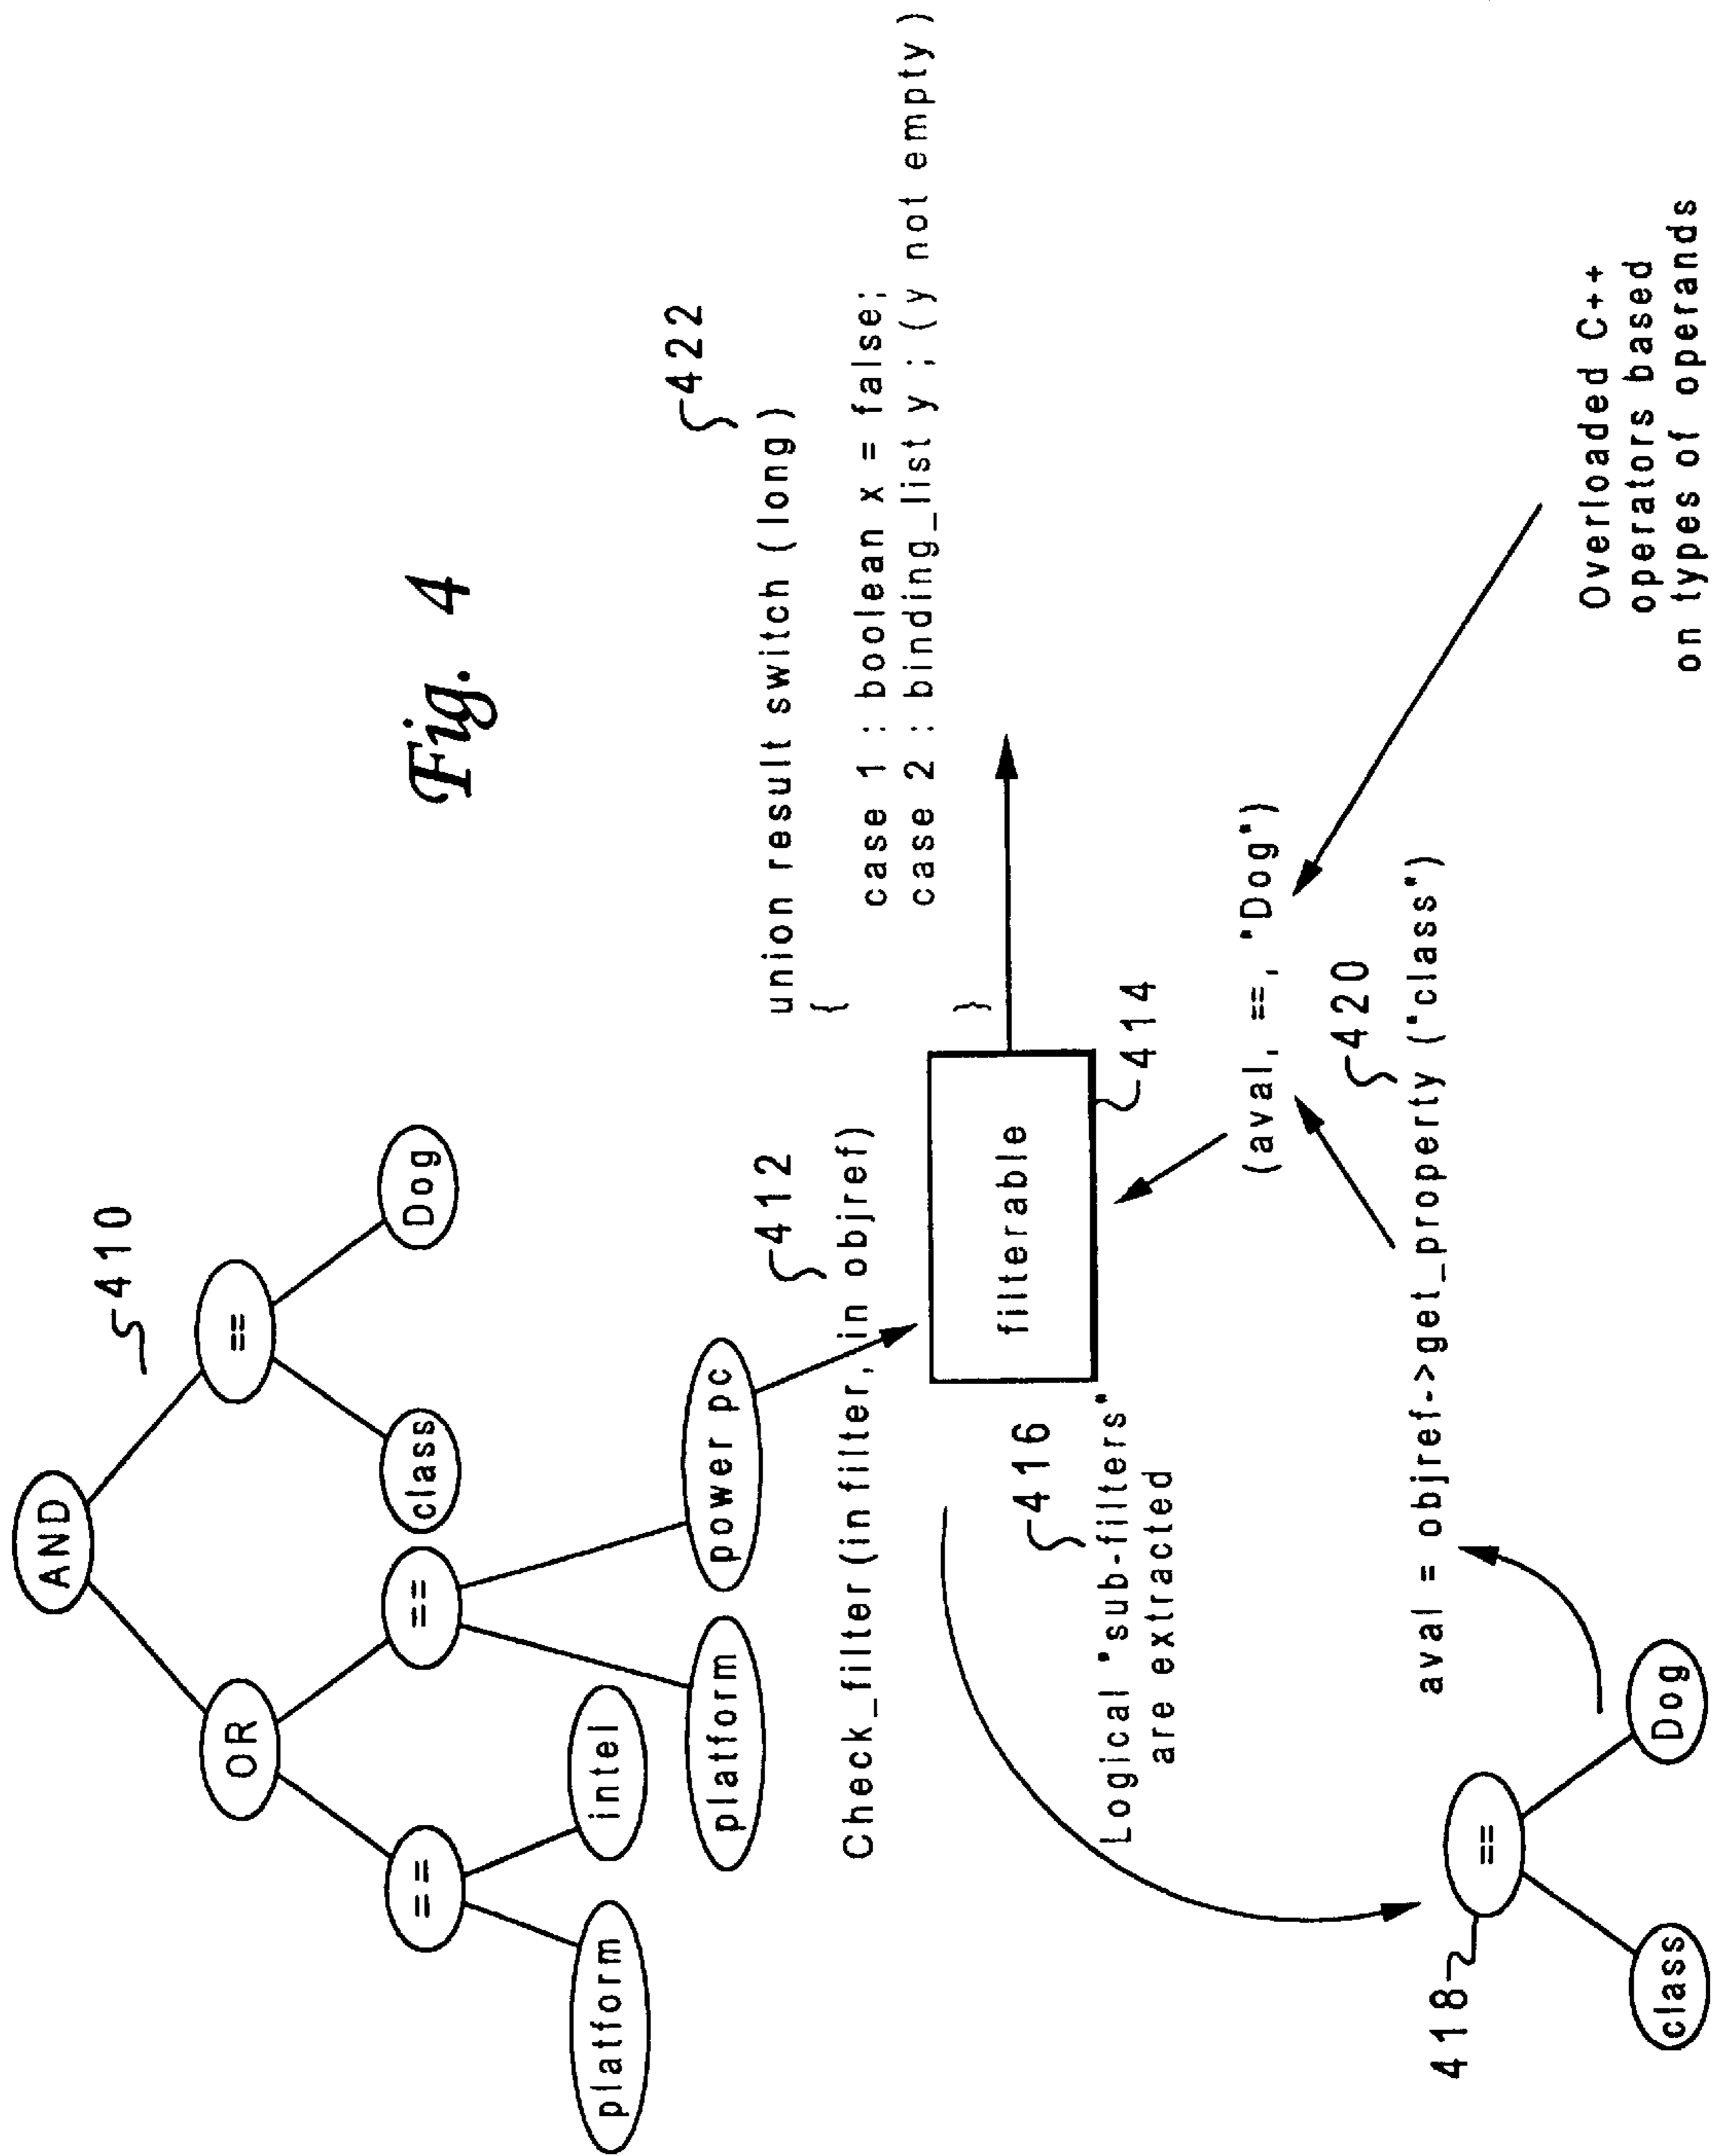 AND
410
OR
==
==
==
class
Dog
platform
intel
platform
power pc
Fig. 4
412
Check_filter(in filter, in objref)
422
union result switch (long)
{
case 1 : boolean x = false;
case 2 : binding_list y ; (y not empty)
}
filterable
414
416
Logical "sub-filters"
are extracted
(aval, ==, "Dog")
420
aval = objref->get_property ("class")
418
==
class
Dog
Overloaded C++
operators based
on types of operands